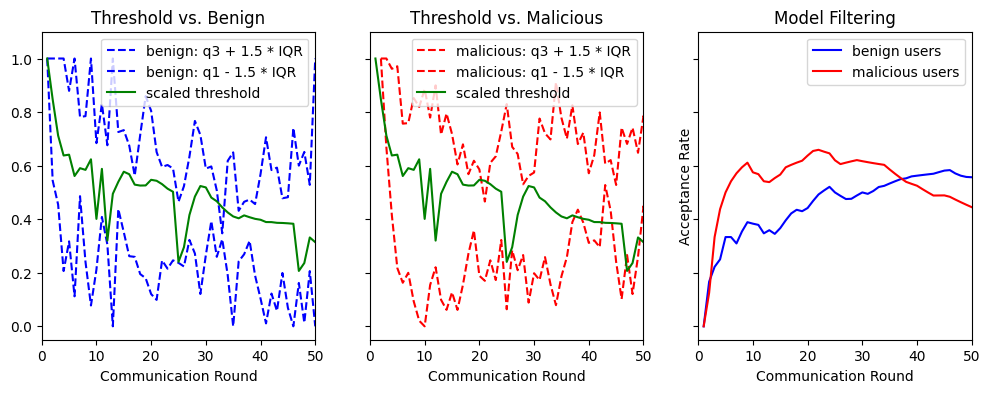 Threshold vs. Benign
benign: q3 + 1.5 * IQR
benign: q1 - 1.5 * IQR
scaled threshold
1.0
0.8
0.6
0.4
0.2
0.0
0 10 20 30 40 50
Communication Round
Threshold vs. Malicious
malicious: q3 + 1.5 * IQR
malicious: q1 - 1.5 * IQR
scaled threshold
0 10 20 30 40 50
Communication Round
Model Filtering
benign users
malicious users
Acceptance Rate
0 10 20 30 40 50
Communication Round